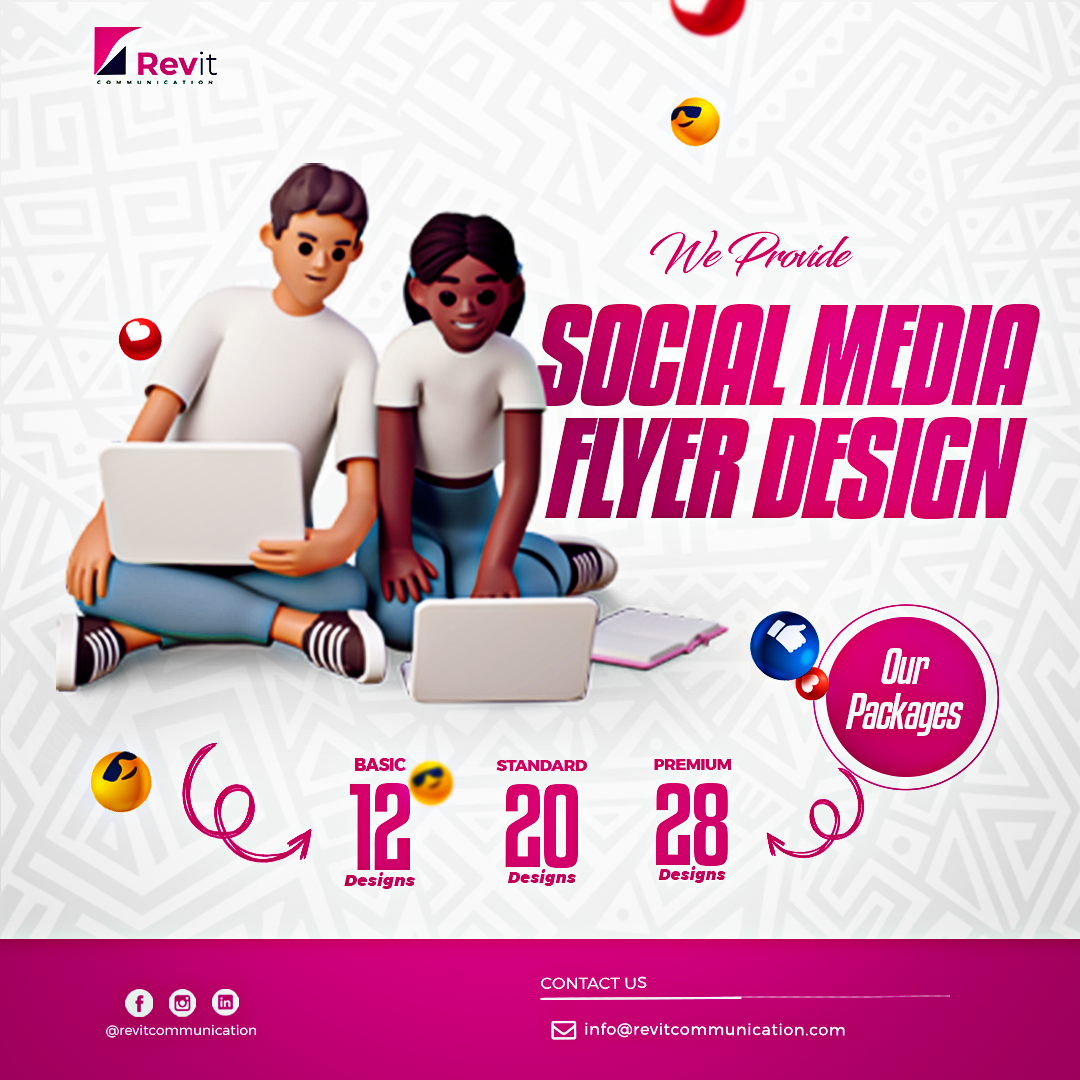 Revit
COMMUNICATION
We Provide
SOCIAL MEDIA
FLYER DESIGN
Our
Packages
BASIC
12
Designs
STANDARD
20
Designs
PREMIUM
28
Designs
@revitcommunication
CONTACT US
info@revitcommunication.com